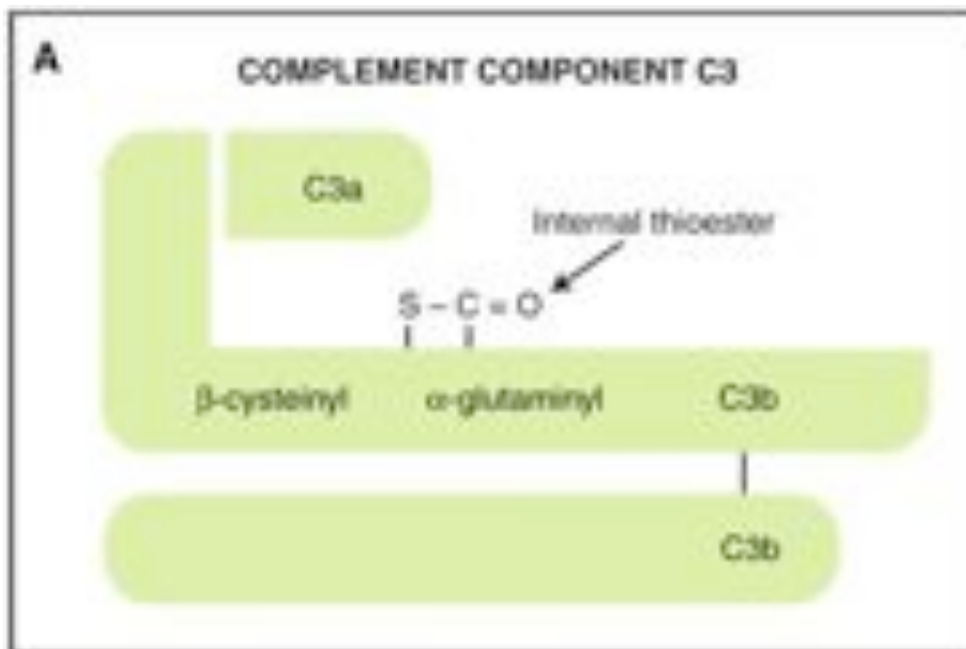 A
COMPLEMENT COMPONENT C3
C3a
Internal thioester
S – C = O
β-cysteinyl
α-glutaminyl
C3b
C3b